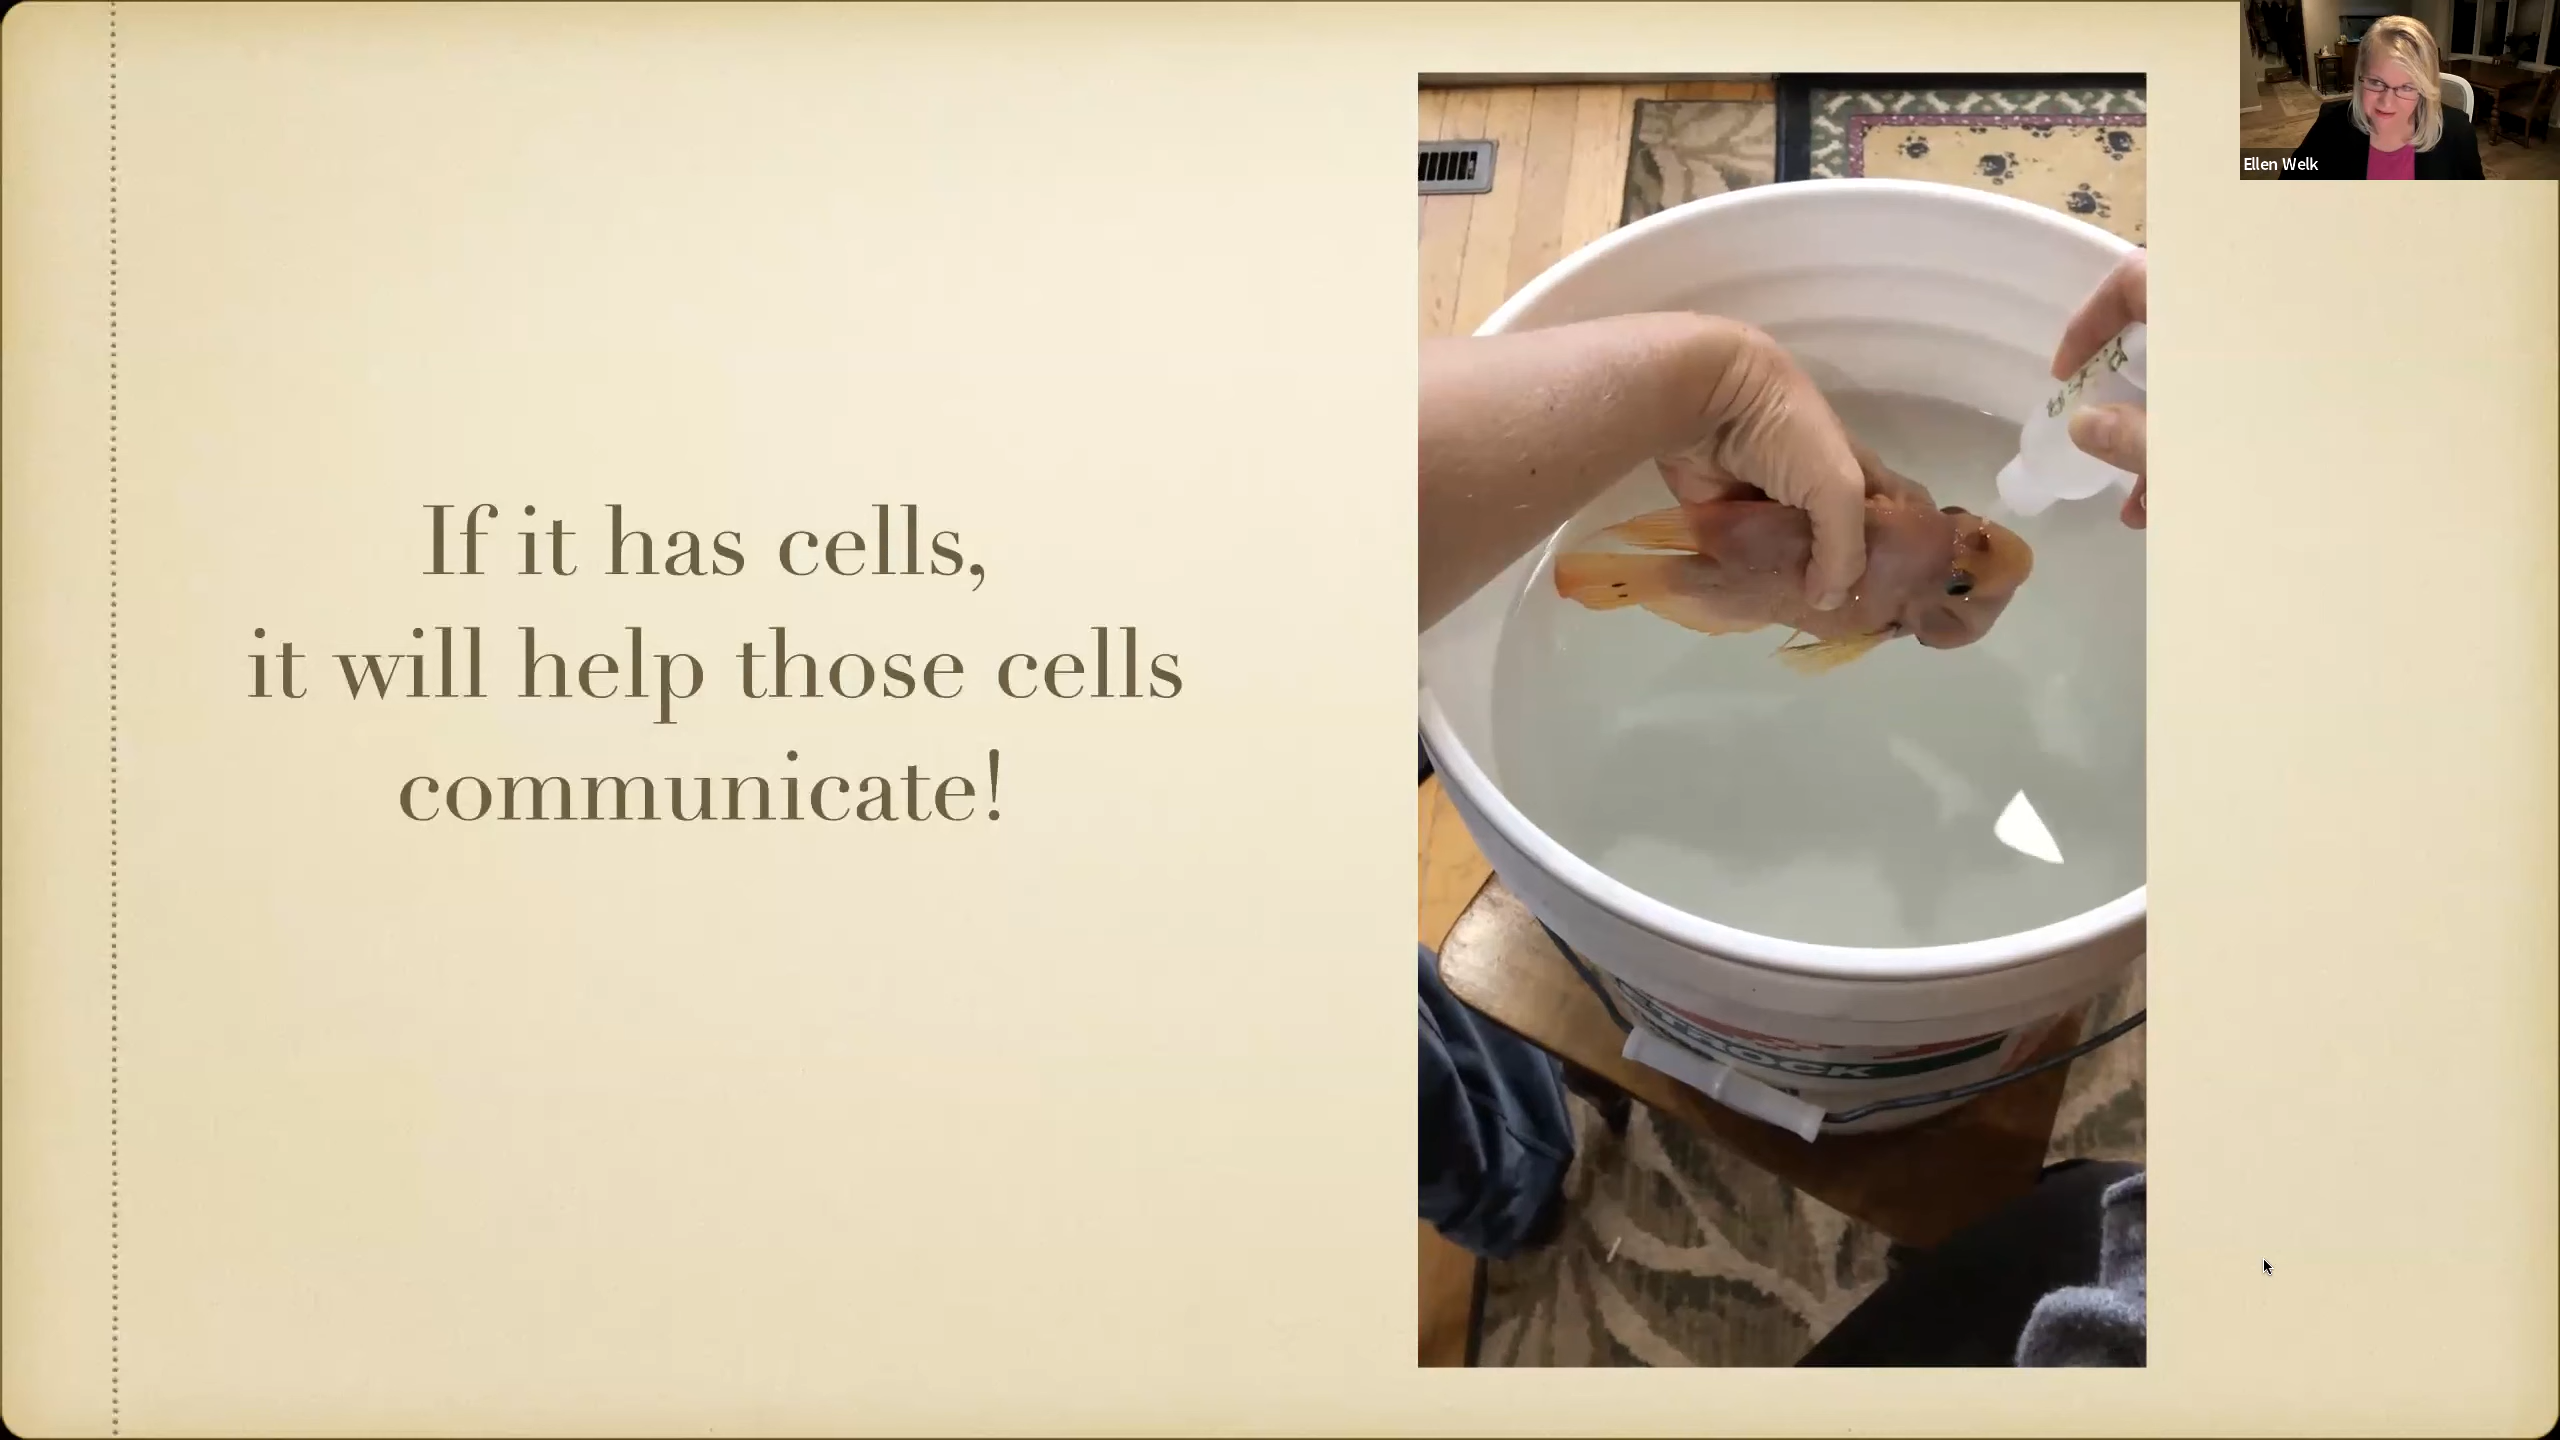 If it has cells,
it will help those cells
communicate!
Ellen Welk